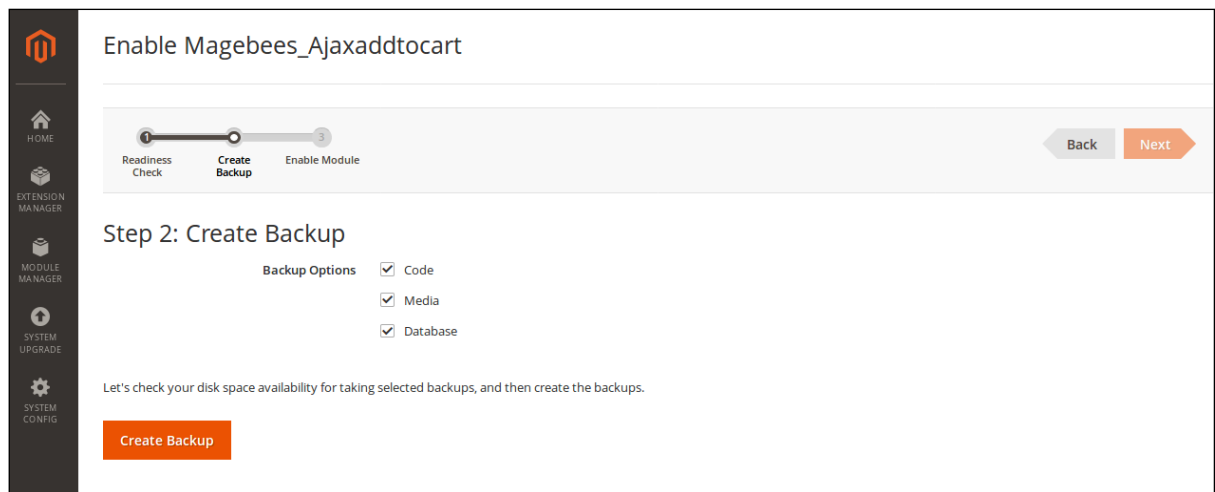 Enable Magebees_Ajaxaddtocart
HOME
EXTENSION
MANAGER
MODULE
MANAGER
SYSTEM
UPGRADE
SYSTEM
CONFIG
1
3
Readiness
Check
Create
Backup
Enable Module
Back
Next
Step 2: Create Backup
Backup Options
Code
Media
Database
Let's check your disk space availability for taking selected backups, and then create the backups.
Create Backup